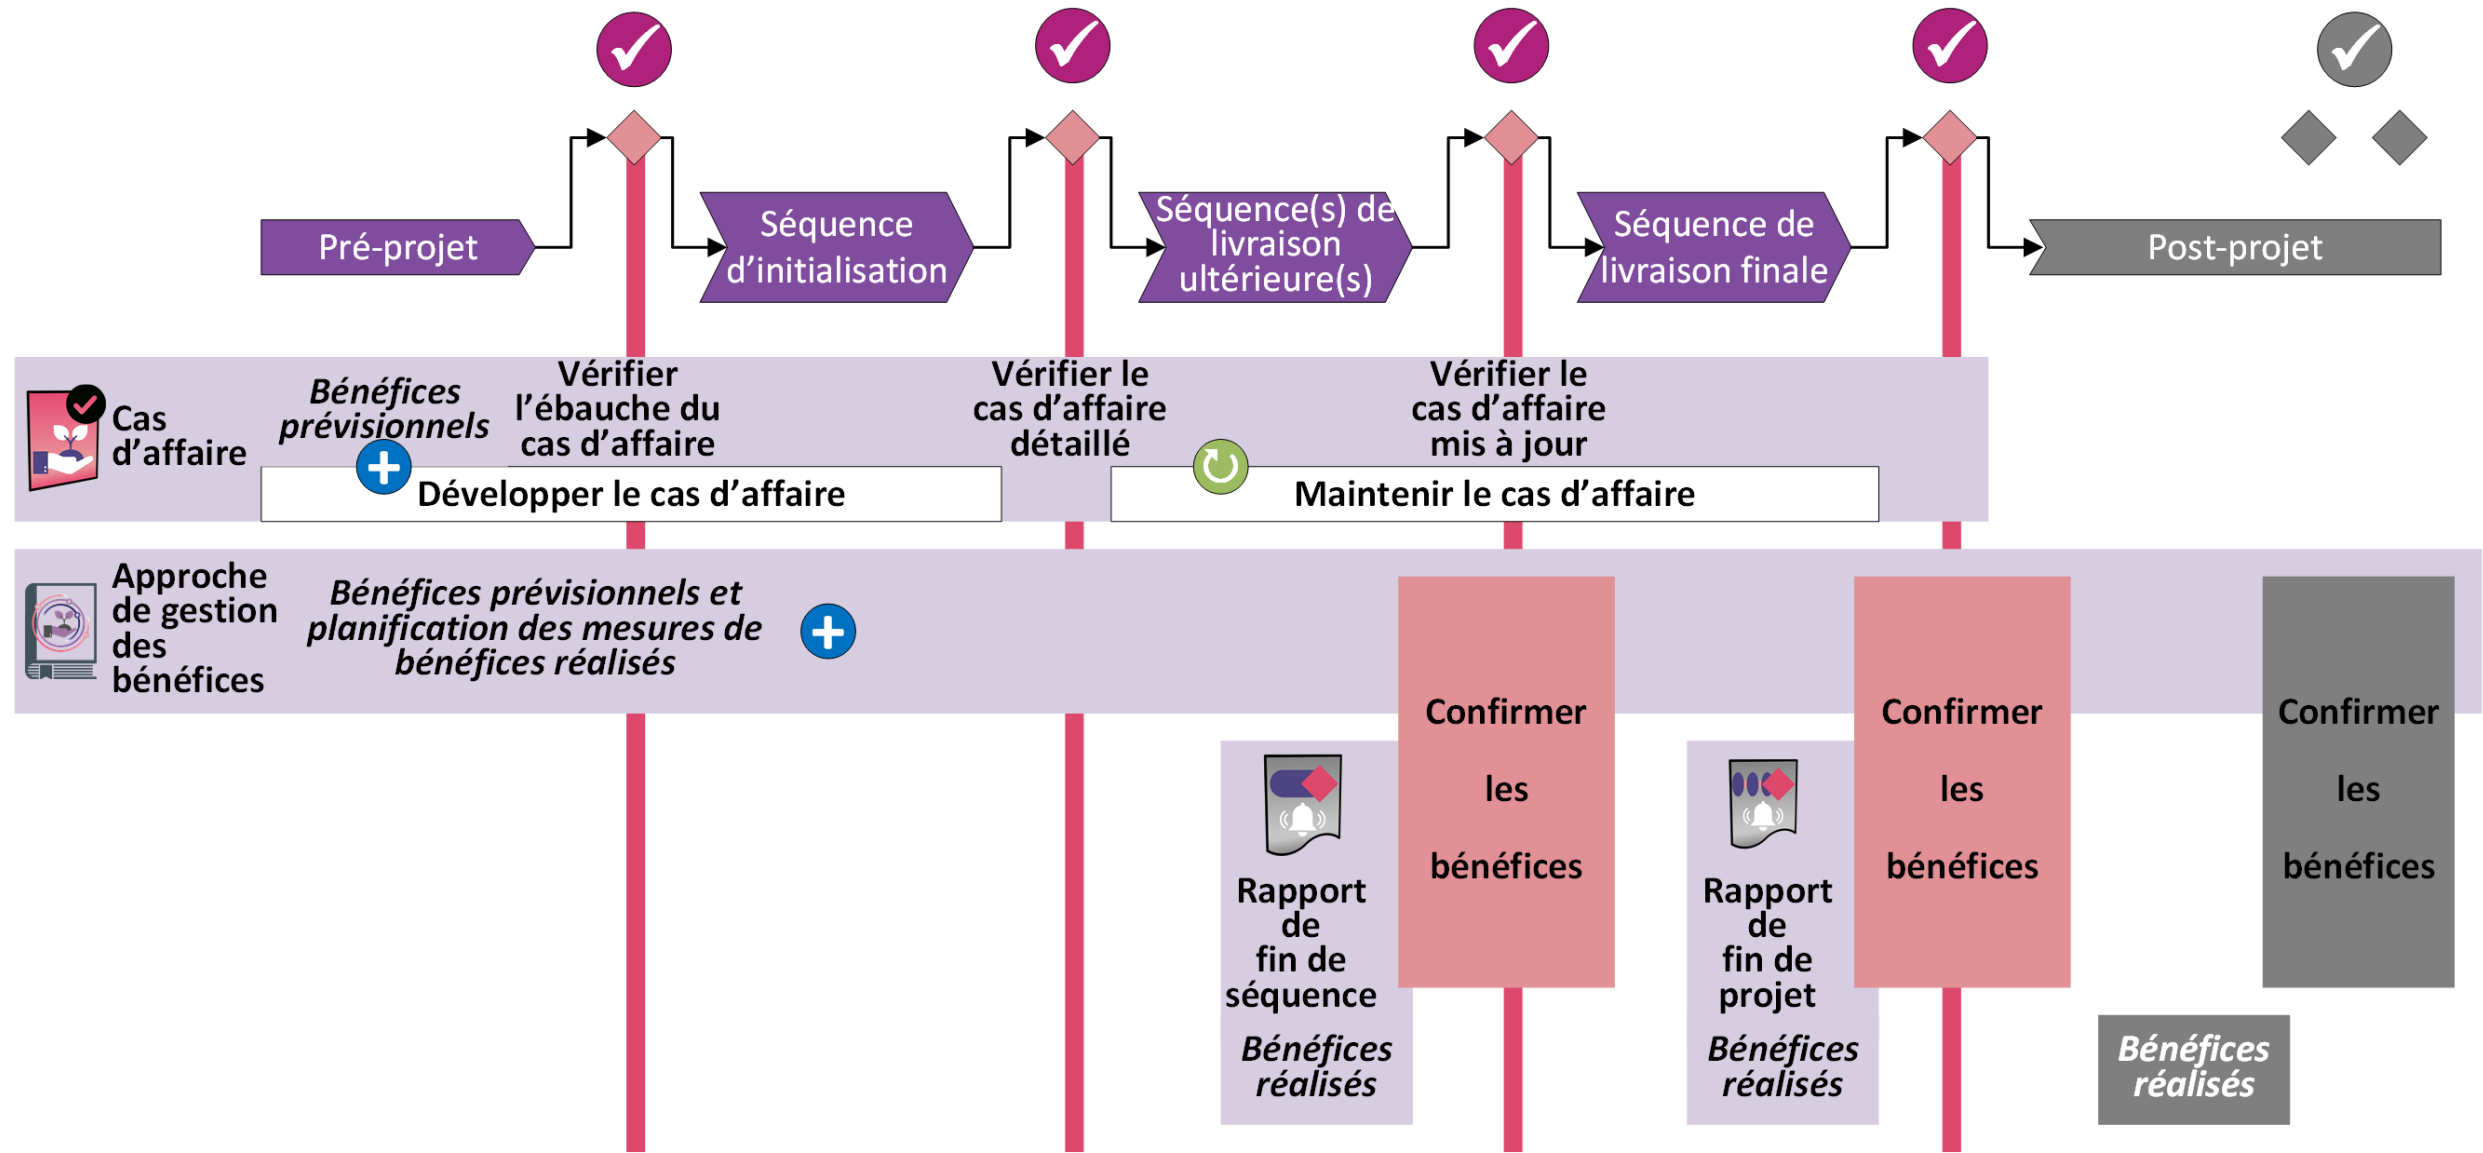 Pré-projet
Séquence
d’initialisation
Séquence(s) de
livraison
ultérieure(s)
Séquence de
livraison finale
Post-projet
Cas
d’affaire
Bénéfices
prévisionnels
Vérifier
l’ébauche du
cas d’affaire
Vérifier le
cas d’affaire
détaillé
Vérifier le
cas d’affaire
mis à jour
Développer le cas d’affaire
Maintenir le cas d’affaire
Approche
de gestion
des
bénéfices
Bénéfices prévisionnels et
planification des mesures de
bénéfices réalisés
Rapport
de
fin de
séquence
Bénéfices
réalisés
Confirmer
les
bénéfices
Rapport
de
fin de
projet
Bénéfices
réalisés
Confirmer
les
bénéfices
Bénéfices
réalisés
Confirmer
les
bénéfices